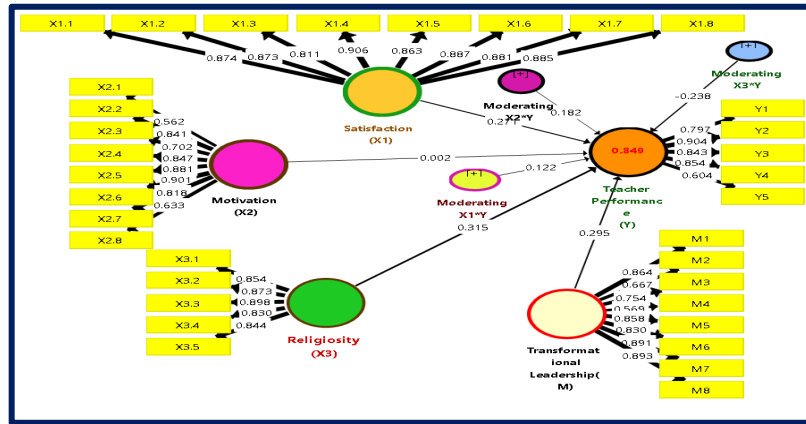 X1.1
X1.2
X1.3
X1.4
X1.5
X1.6
X1.7
X1.8
0.874
0.873
0.811
0.906
0.863
0.887
0.881
0.885
[+]
Moderating
X3*Y
[+]
Moderating
X2*Y
-0.238
0.182
Satisfaction
(X1)
X2.1
X2.2
X2.3
X2.4
X2.5
X2.6
X2.7
X2.8
0.562
0.841
0.702
0.847
0.881
0.901
0.818
0.633
Motivation
(X2)
0.002
0.122
[+]
Moderating
X1*Y
0.849
Teacher
Performanc
e
(Y)
0.797
0.904
0.843
0.854
0.604
Y1
Y2
Y3
Y4
Y5
0.315
0.295
X3.1
X3.2
X3.3
X3.4
X3.5
0.854
0.873
0.898
0.830
0.844
Religiosity
(X3)
Transformat
ional
Leadership(
M)
0.864
0.667
0.754
0.569
0.858
0.830
0.891
0.893
M1
M2
M3
M4
M5
M6
M7
M8